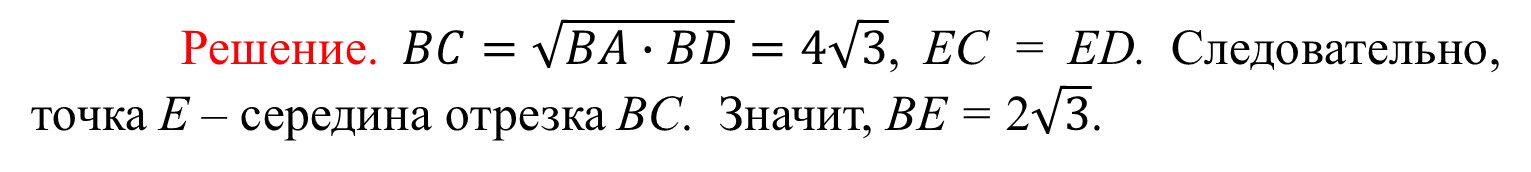 Решение. BC = √(BA · BD) = 4√3, EC = ED. Следовательно,
точка E – середина отрезка BC. Значит, BE = 2√3.